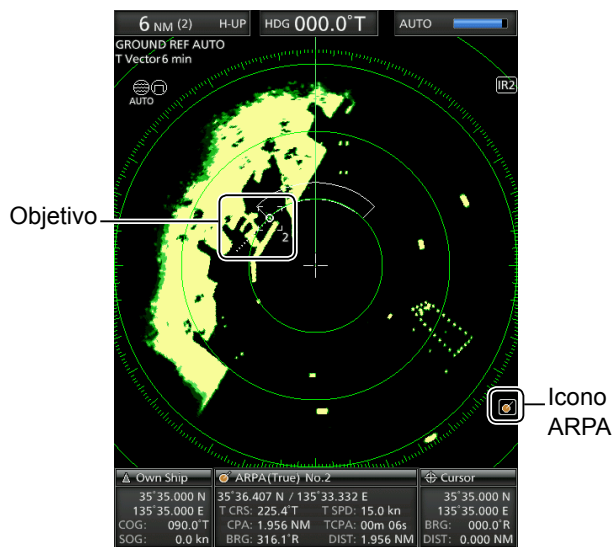 6 NM (2) H-UP HDG 000.0°T AUTO
GROUND REF AUTO
T Vector 6 min
AUTO
IR2
Objetivo
2
Icono
ARPA
Own Ship
35°35.000 N
135°35.000 E
COG: 090.0°T
SOG: 0.0 kn
ARPA(True) No.2
35°36.407 N / 135°33.332 E
T CRS: 225.4°T T SPD: 15.0 kn
CPA: 1.956 NM TCPA: 00m 06s
BRG: 316.1°R DIST: 1.956 NM
Cursor
35°35.000 N
135°35.000 E
BRG: 000.0°R
DIST: 0.000 NM